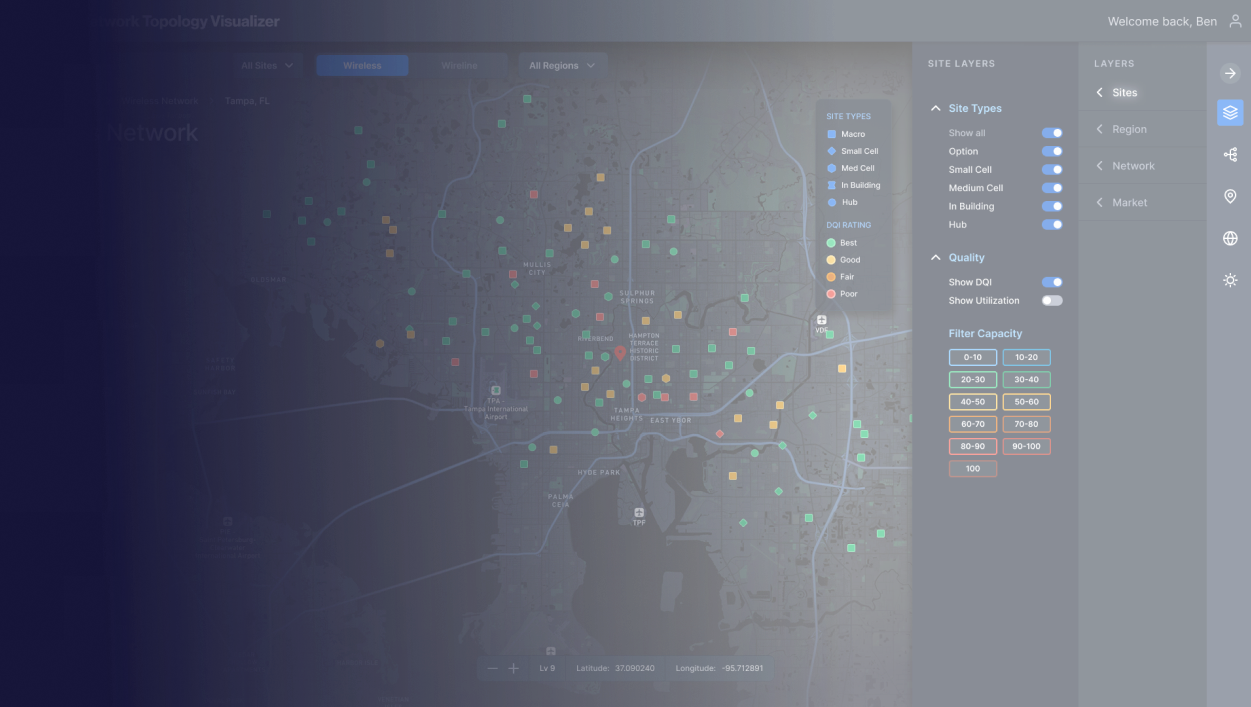 work Topology Visualizer
Welcome back, Ben
All Sites
Wireless
Wireline
All Regions
Network
Tampa, FL
Network
SITE TYPES
Macro
Small Cell
Med Cell
In Building
Hub
DQI RATING
Best
Good
Fair
Poor
MULLIS
CITY
SULPHUR
SPRINGS
RIVERBEND
HAMPTON
TERRACE
HISTORIC
DISTRICT
VDF
TPA -
Tampa International
Airport
TAMPA
HEIGHTS
EAST YBOR
HYDE PARK
PALMA
CEIA
TPF
Lv 9
Latitude: 37.090240
Longitude: -95.712891
SITE LAYERS
Site Types
Show all
Option
Small Cell
Medium Cell
In Building
Hub
Quality
Show DQI
Show Utilization
Filter Capacity
0-10
10-20
20-30
30-40
40-50
50-60
60-70
70-80
80-90
90-100
100
LAYERS
Sites
Region
Network
Market